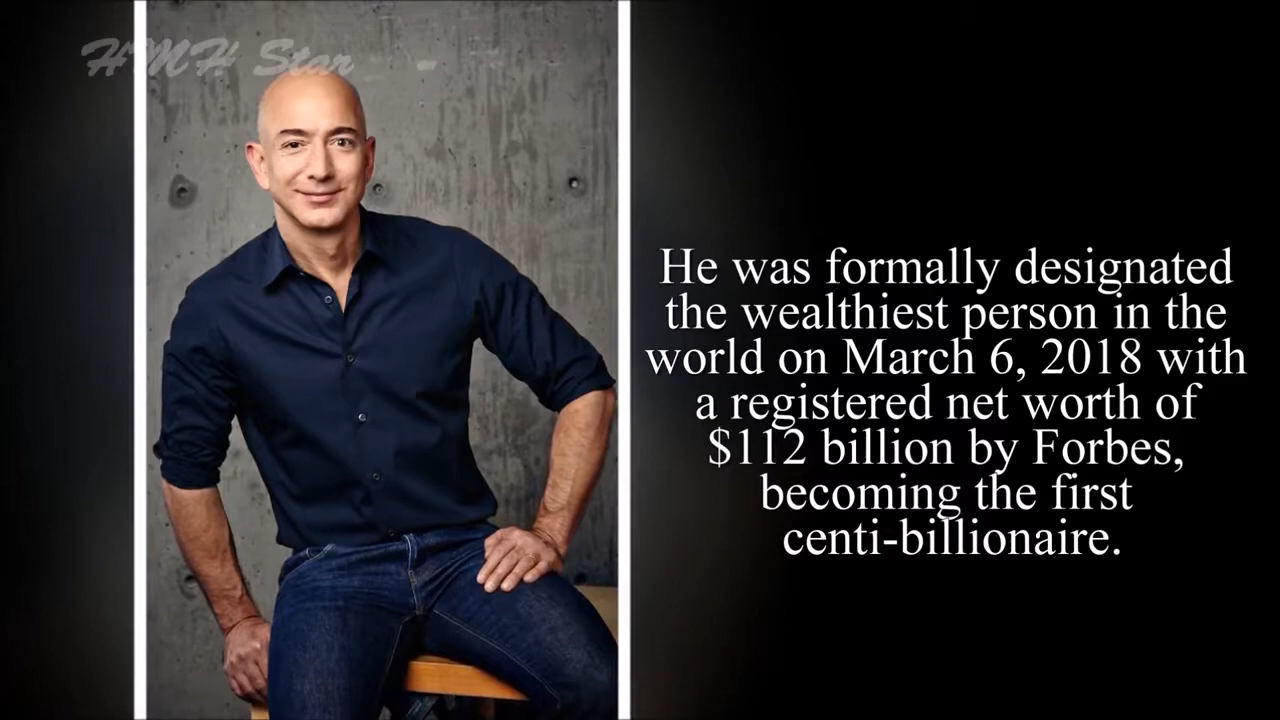 HMH Star
He was formally designated
the wealthiest person in the
world on March 6, 2018 with
a registered net worth of
$112 billion by Forbes,
becoming the first
centi-billionaire.